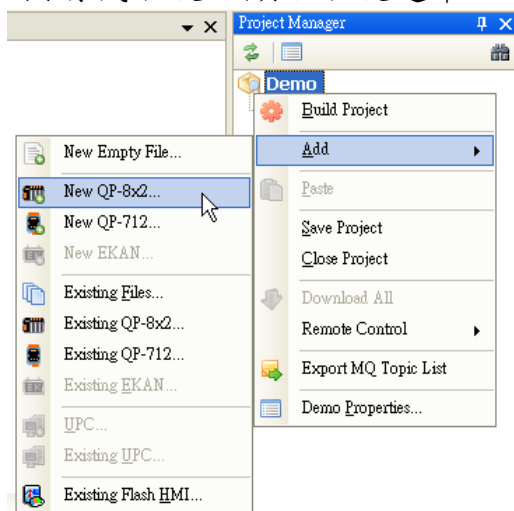 Project Manager
Demo
Build Project
Add
Paste
Save Project
Close Project
Download All
Remote Control
Export MQ Topic List
Demo Properties...
New Empty File...
New QP-8x2...
New QP-712...
New EKAN...
Existing Files...
Existing QP-8x2...
Existing QP-712...
Existing EKAN...
UPC...
Existing UPC...
Existing Flash HMI...